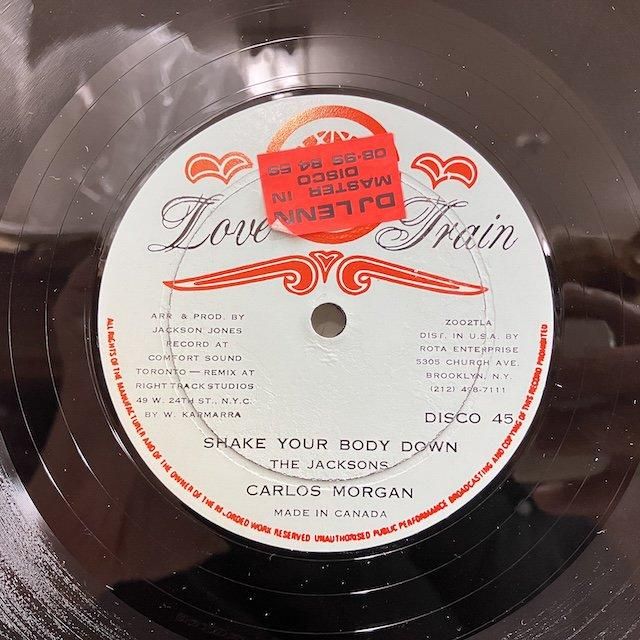 DJ LENN
MASTER IN
DISCO
08-99 84 59
Love Train
ARR & PROD. BY
JACKSON JONES
RECORD AT
COMFORT SOUND
TORONTO — REMIX AT
RIGHT TRACK STUDIOS
49 W. 24TH ST., N.Y.C.
BY W. KARMARRA
ZOO2TLA
DIST. IN U.S.A. BY
ROTA ENTERPRISE
5305 CHURCH AVE.
BROOKLYN, N.Y.
(212) 498-7111
DISCO 45
SHAKE YOUR BODY DOWN
THE JACKSONS
CARLOS MORGAN
MADE IN CANADA
ALL RIGHTS OF THE MANUFACTURER AND OF THE OWNER OF THE RECORDED WORK RESERVED UNAUTHORISED PUBLIC PERFORMANCE BROADCASTING AND COPYING OF THIS RECORD PROHIBITED